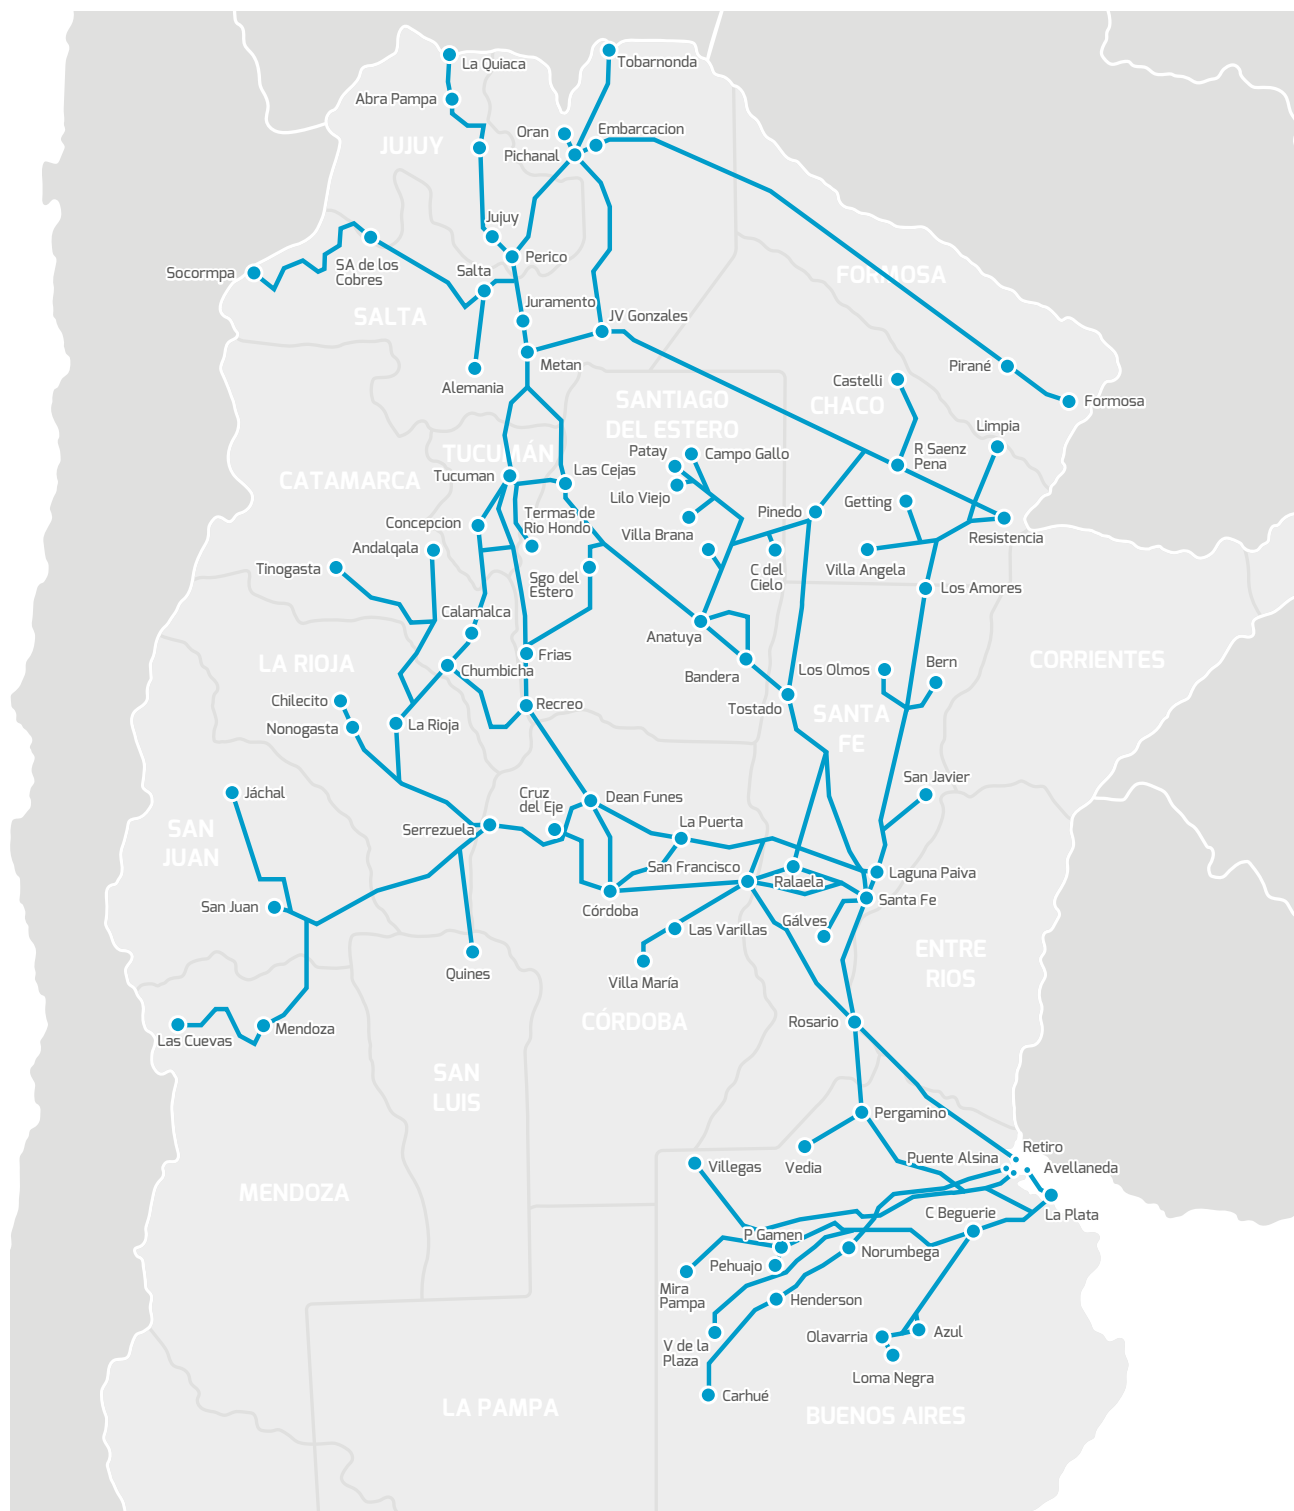 La Quiaca
Tobarnonda
Abra Pampa
Oran
Embarcacion
JUJUY
Pichanal
Jujuy
Perico
Socormpa
SA de los
Cobres
Salta
FORMOSA
SALTA
Juramento
JV Gonzales
Metan
Pirané
Alemania
Castelli
Formosa
SANTIAGO
DEL ESTERO
CHACO
Limpia
TUCUMÁN
Patay
Campo Gallo
R Saenz
Pena
CATAMARCA
Tucuman
Las Cejas
Lilo Viejo
Getting
Concepcion
Termas de
Rio Hondo
Pinedo
Villa Brana
Resistencia
Andalqala
Tinogasta
Sgo del
Estero
C del
Cielo
Villa Angela
Los Amores
Calamalca
Anatuya
LA RIOJA
Frias
CORRIENTES
Chumbicha
Bandera
Los Olmos
Bern
Chilecito
Recreo
Tostado
SANTA
FE
Nonogasta
La Rioja
San Javier
Jáchal
Cruz
del Eje
Dean Funes
SAN
JUAN
Serrezuela
La Puerta
San Francisco
Ralaela
Laguna Paiva
San Juan
Córdoba
Santa Fe
Gálves
Las Varillas
ENTRE
RIOS
Quines
Villa María
CÓRDOBA
Rosario
Mendoza
Las Cuevas
SAN
LUIS
Pergamino
Retiro
Puente Alsina
Avellaneda
Villegas
Vedia
MENDOZA
C Beguerie
La Plata
P Gamen
Norumbega
Pehuajo
Mira
Pampa
Henderson
Olavarria
Azul
V de la
Plaza
Loma Negra
Carhué
LA PAMPA
BUENOS AIRES